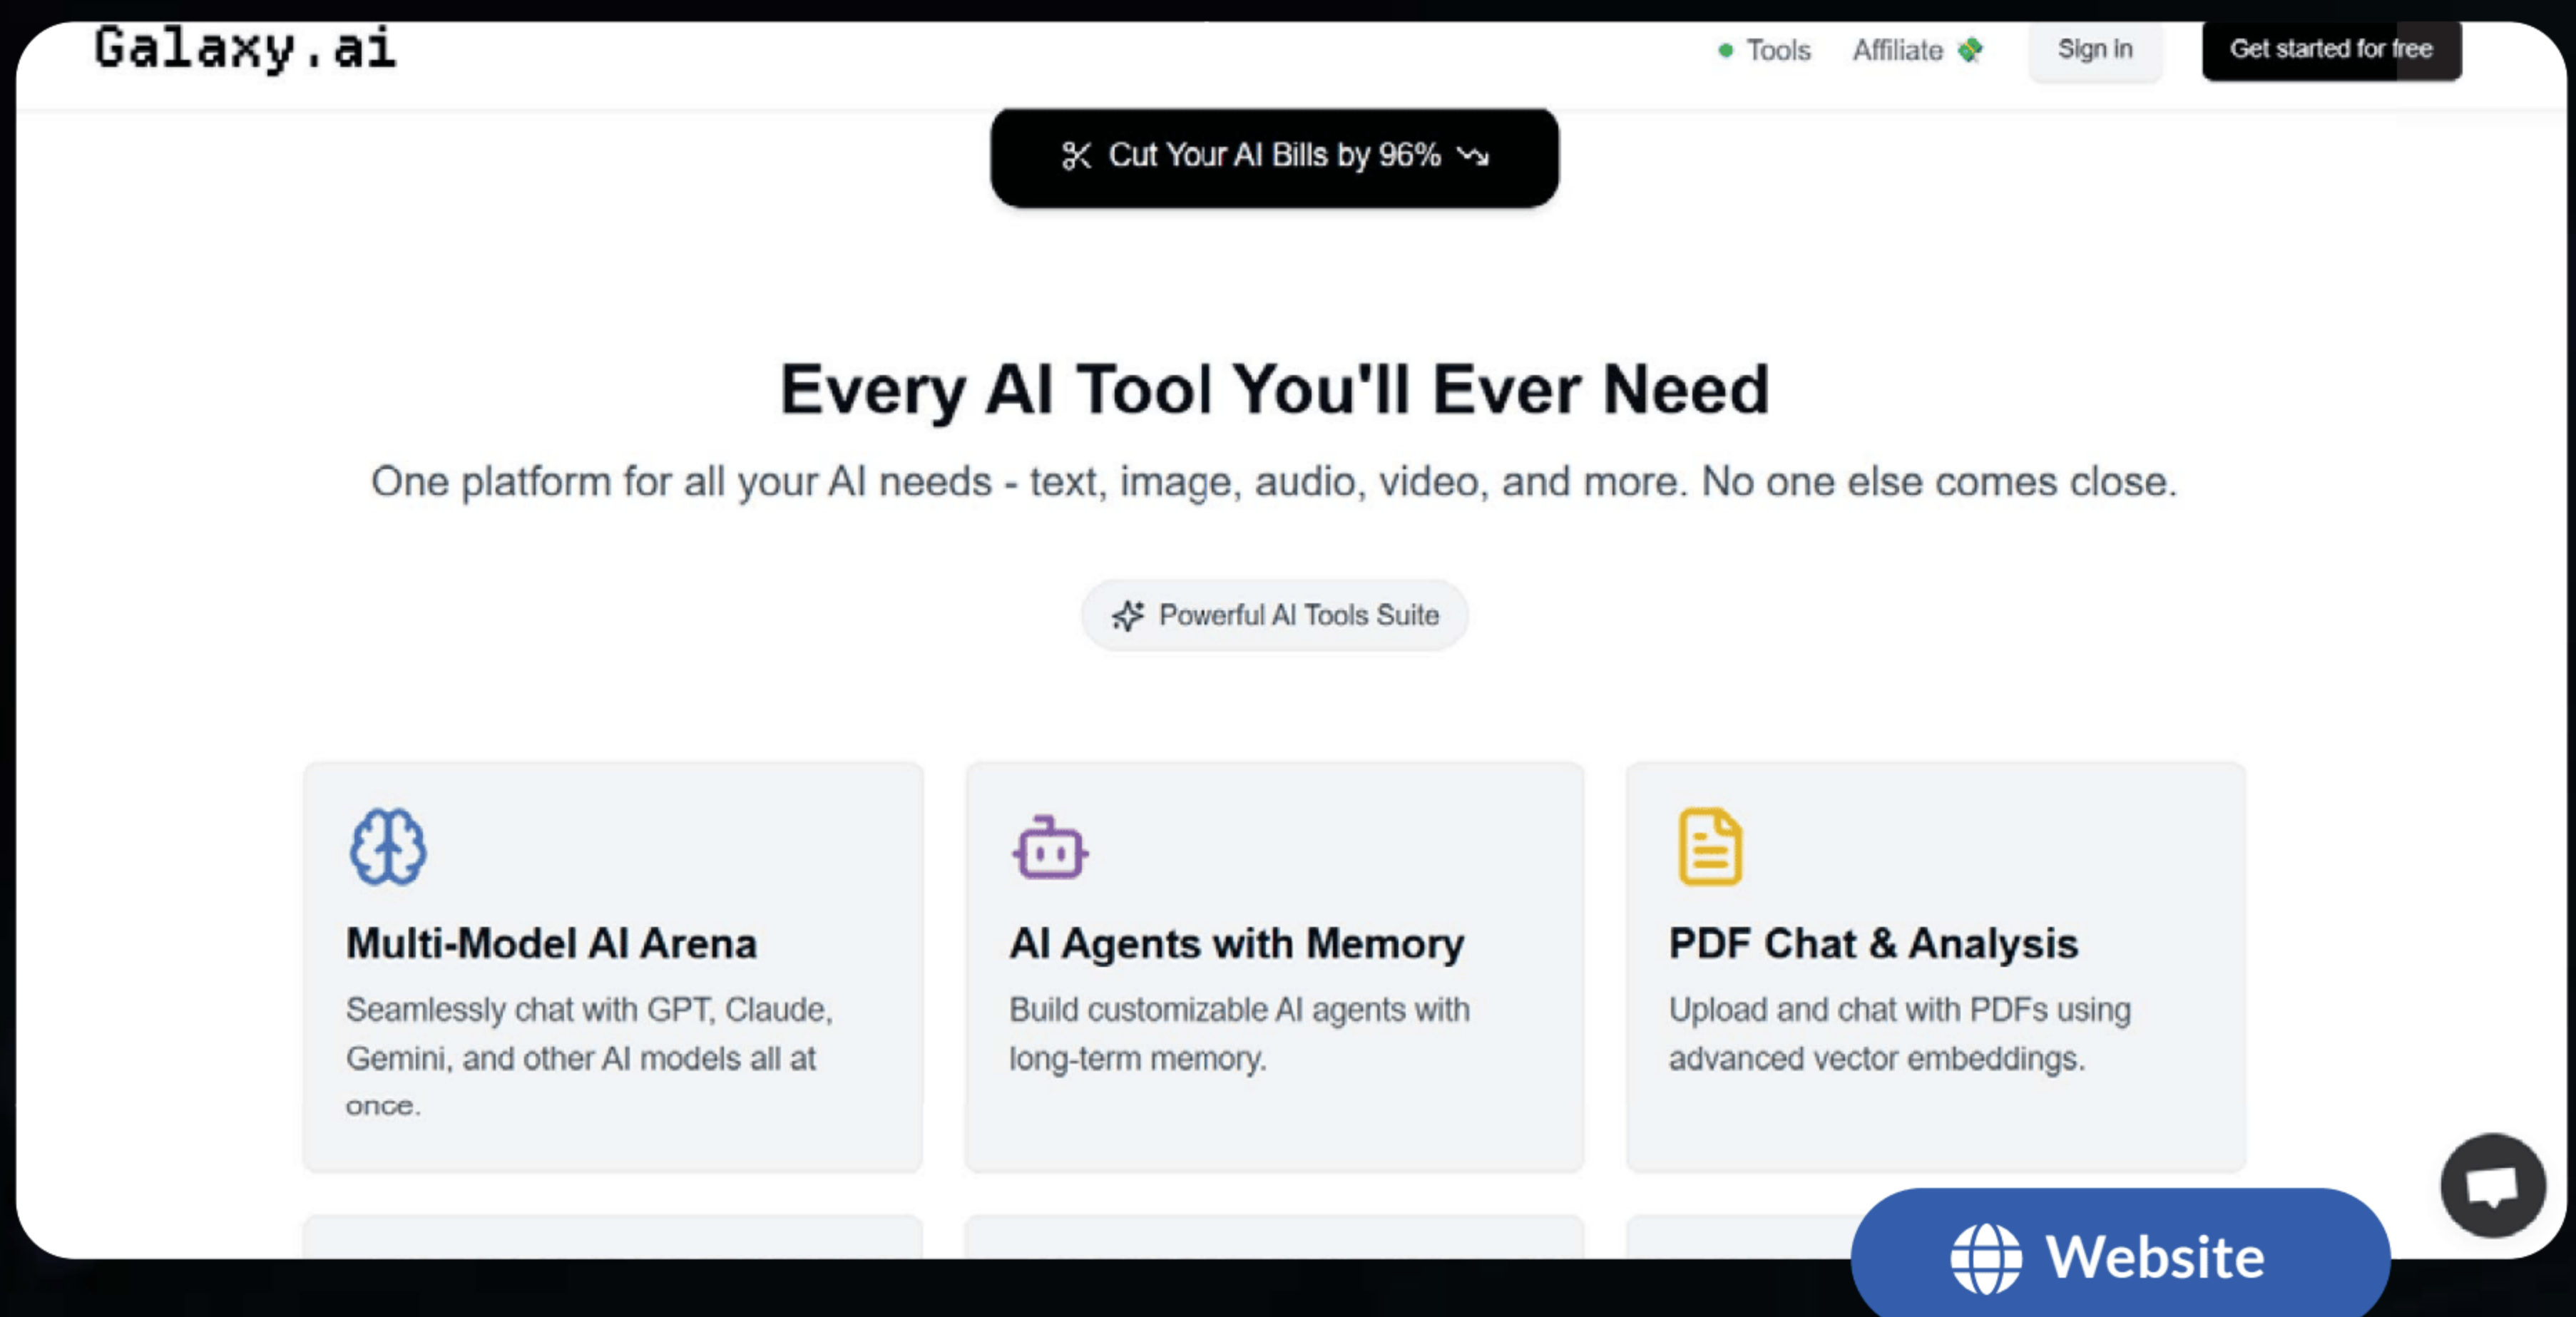 Galaxy.ai
Tools
Affiliate
Sign in
Get started for free
Cut Your AI Bills by 96%
Every AI Tool You'll Ever Need
One platform for all your AI needs - text, image, audio, video, and more. No one else comes close.
Powerful AI Tools Suite
Multi-Model AI Arena
Seamlessly chat with GPT, Claude,
Gemini, and other AI models all at
once.
AI Agents with Memory
Build customizable AI agents with
long-term memory.
PDF Chat & Analysis
Upload and chat with PDFs using
advanced vector embeddings.
Website